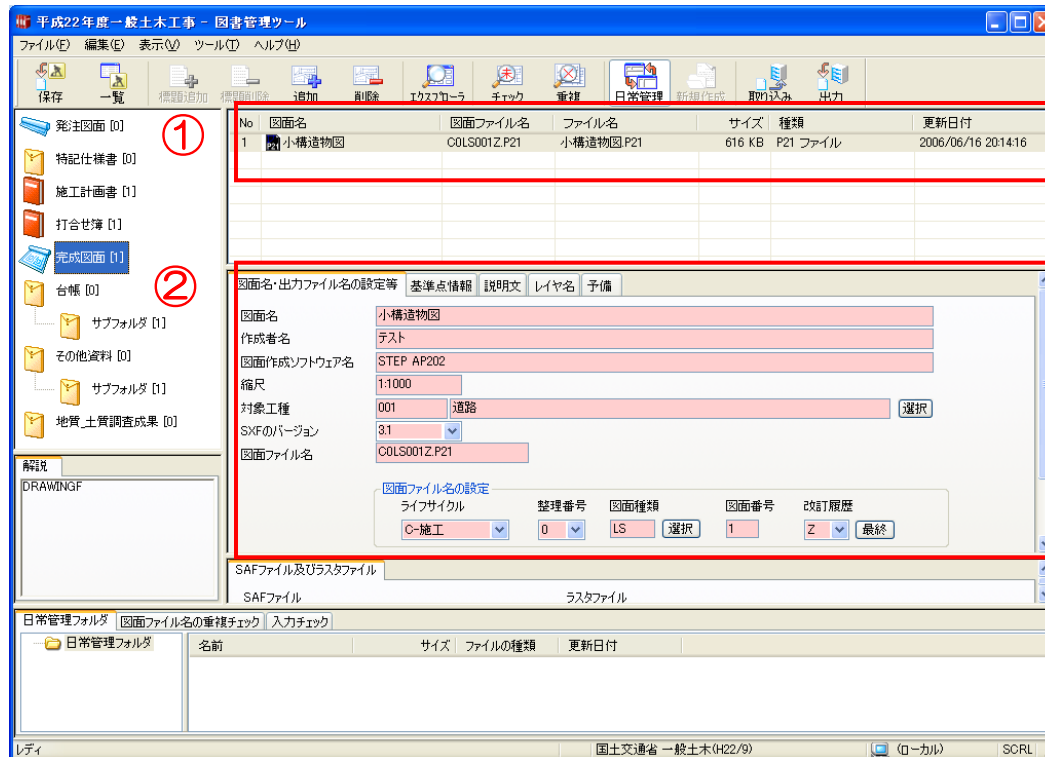 平成22年度一般土木工事 - 図書管理ツール
ファイル(F) 編集(E) 表示(V) ツール(T) ヘルプ(H)
保存 一覧 標題追加 標題削除 追加 削除 エクスプローラ チェック 重複 日常管理 新規作成 取り込み 出力
発注図面 [0]
特記仕様書 [0]
施工計画書 [1]
打合せ簿 [1]
完成図面 [1]
台帳 [0]
サブフォルダ [1]
その他資料 [0]
サブフォルダ [1]
地質_土質調査成果 [0]
解説
DRAWINGF
①
No 図面名 図面ファイル名 ファイル名 サイズ 種類 更新日付
1 P21 小構造物図 C0LS001Z.P21 小構造物図.P21 616 KB P21 ファイル 2006/06/16 20:14:16
②
図面名・出力ファイル名の設定等 基準点情報 説明文 レイヤ名 予備
図面名 小構造物図
作成者名 テスト
図面作成ソフトウェア名 STEP AP202
縮尺 1:1000
対象工種 001 道路 選択
SXFのバージョン 3.1
図面ファイル名 C0LS001Z.P21
図面ファイル名の設定
ライフサイクル 整理番号 図面種類 図面番号 改訂履歴
C-施工 0 LS 選択 1 Z 最終
SAFファイル及びラスタファイル
SAFファイル ラスタファイル
日常管理フォルダ 図面ファイル名の重複チェック 入力チェック
日常管理フォルダ 名前 サイズ ファイルの種類 更新日付
レディ 国土交通省 一般土木(H22/9) (ローカル) SCRL